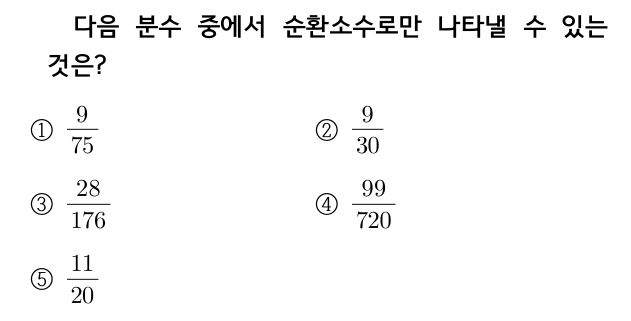 다음 분수 중에서 순환소수로만 나타낼 수 있는
것은?
① 9/75 ② 9/30
③ 28/176 ④ 99/720
⑤ 11/20